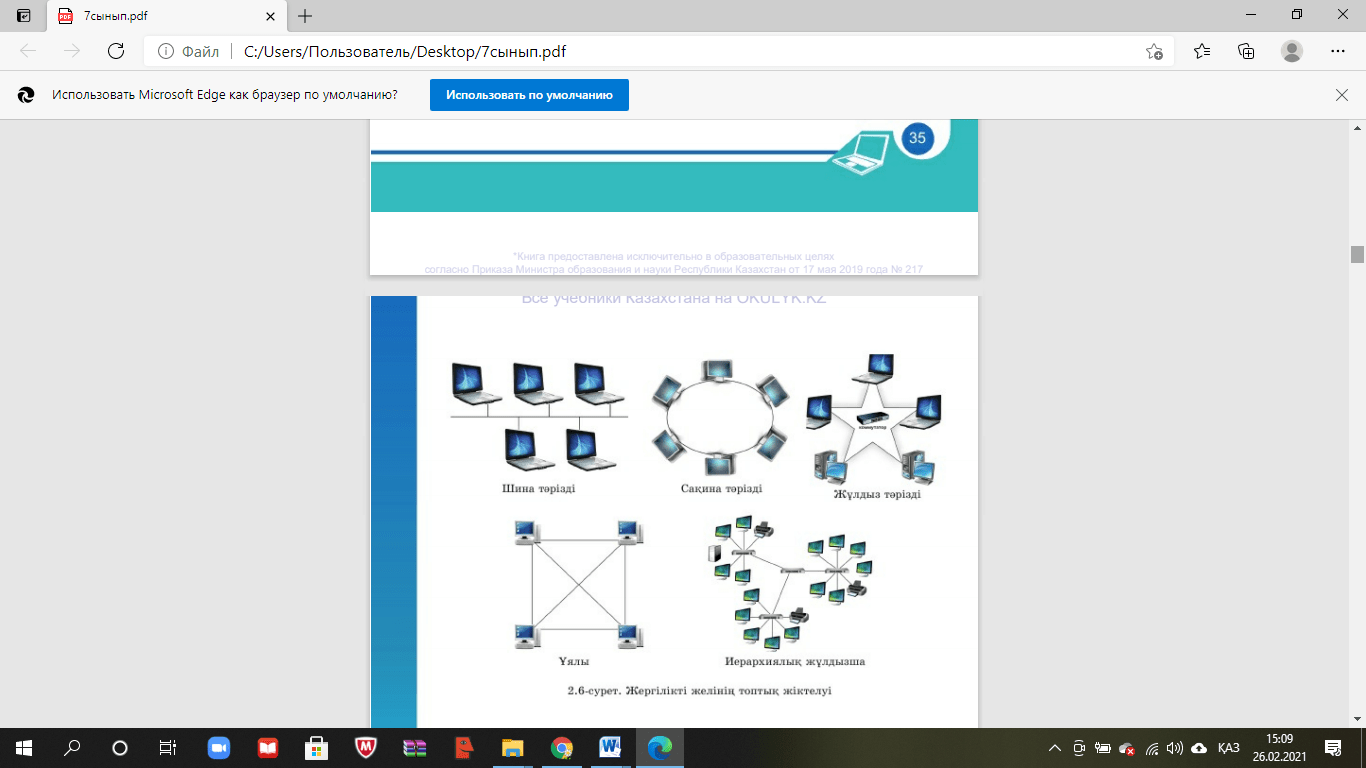 7сынып.pdf
Файл
C:/Users/Пользователь/Desktop/7сынып.pdf
Использовать Microsoft Edge как браузер по умолчанию?
Использовать по умолчанию
35
*Книга предоставлена исключительно в образовательных целях
согласно Приказа Министра образования и науки Республики Казахстан от 17 мая 2019 года № 217
Все учебники Казахстана на OKULYK.KZ
коммутатор
Шина тәрізді
Сақина тәрізді
Жұлдыз тәрізді
Ұялы
Иерархиялық жұлдызша
2.6-сурет. Жергілікті желінің топтық жіктелуі
ҚАЗ
15:09
26.02.2021